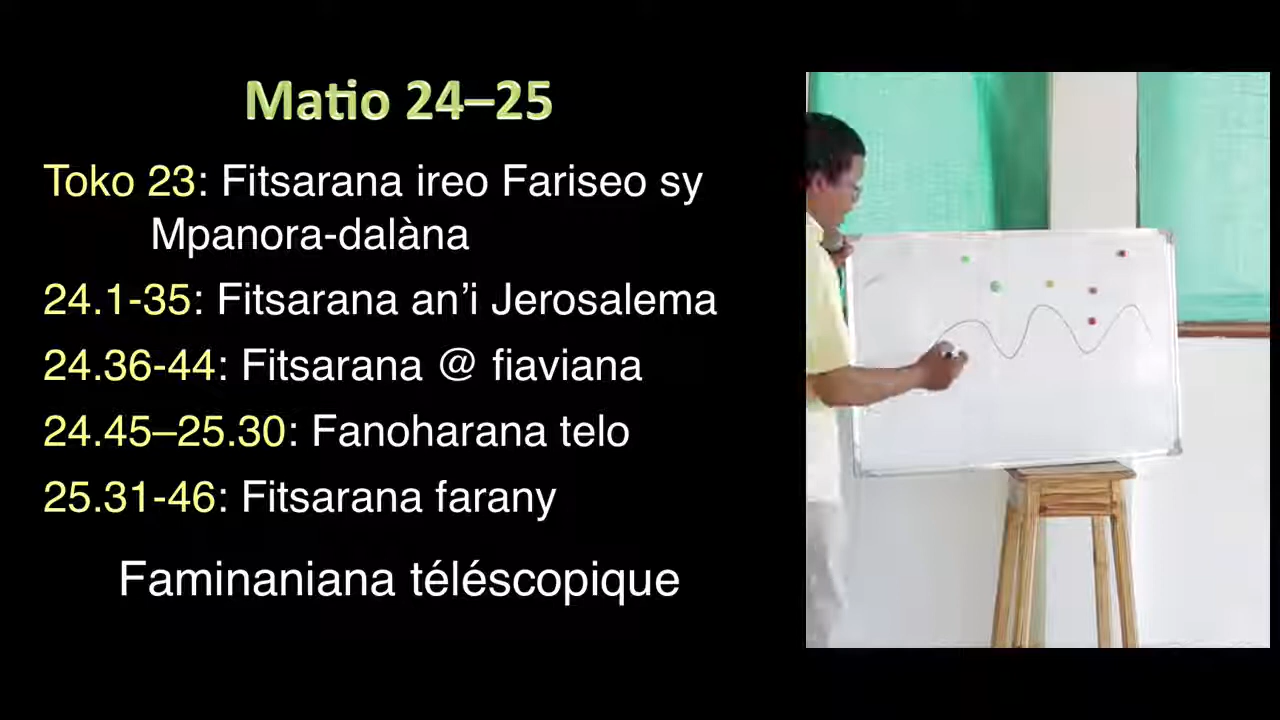 Matio 24–25
Toko 23: Fitsarana ireo Fariseo sy
Mpanora-dalàna
24.1-35: Fitsarana an’i Jerosalema
24.36-44: Fitsarana @ fiaviana
24.45–25.30: Fanoharana telo
25.31-46: Fitsarana farany
Faminaniana téléscopique